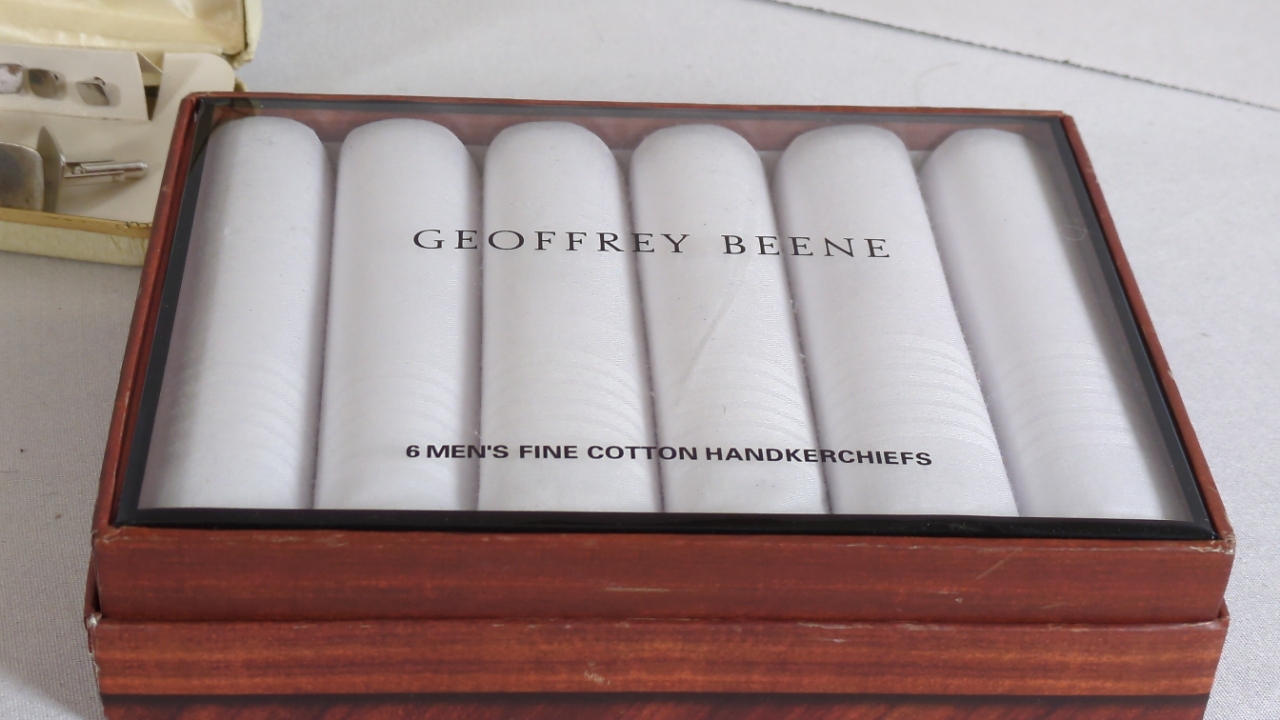 GEOFFREY BEENE
6 MEN'S FINE COTTON HANDKERCHIEFS